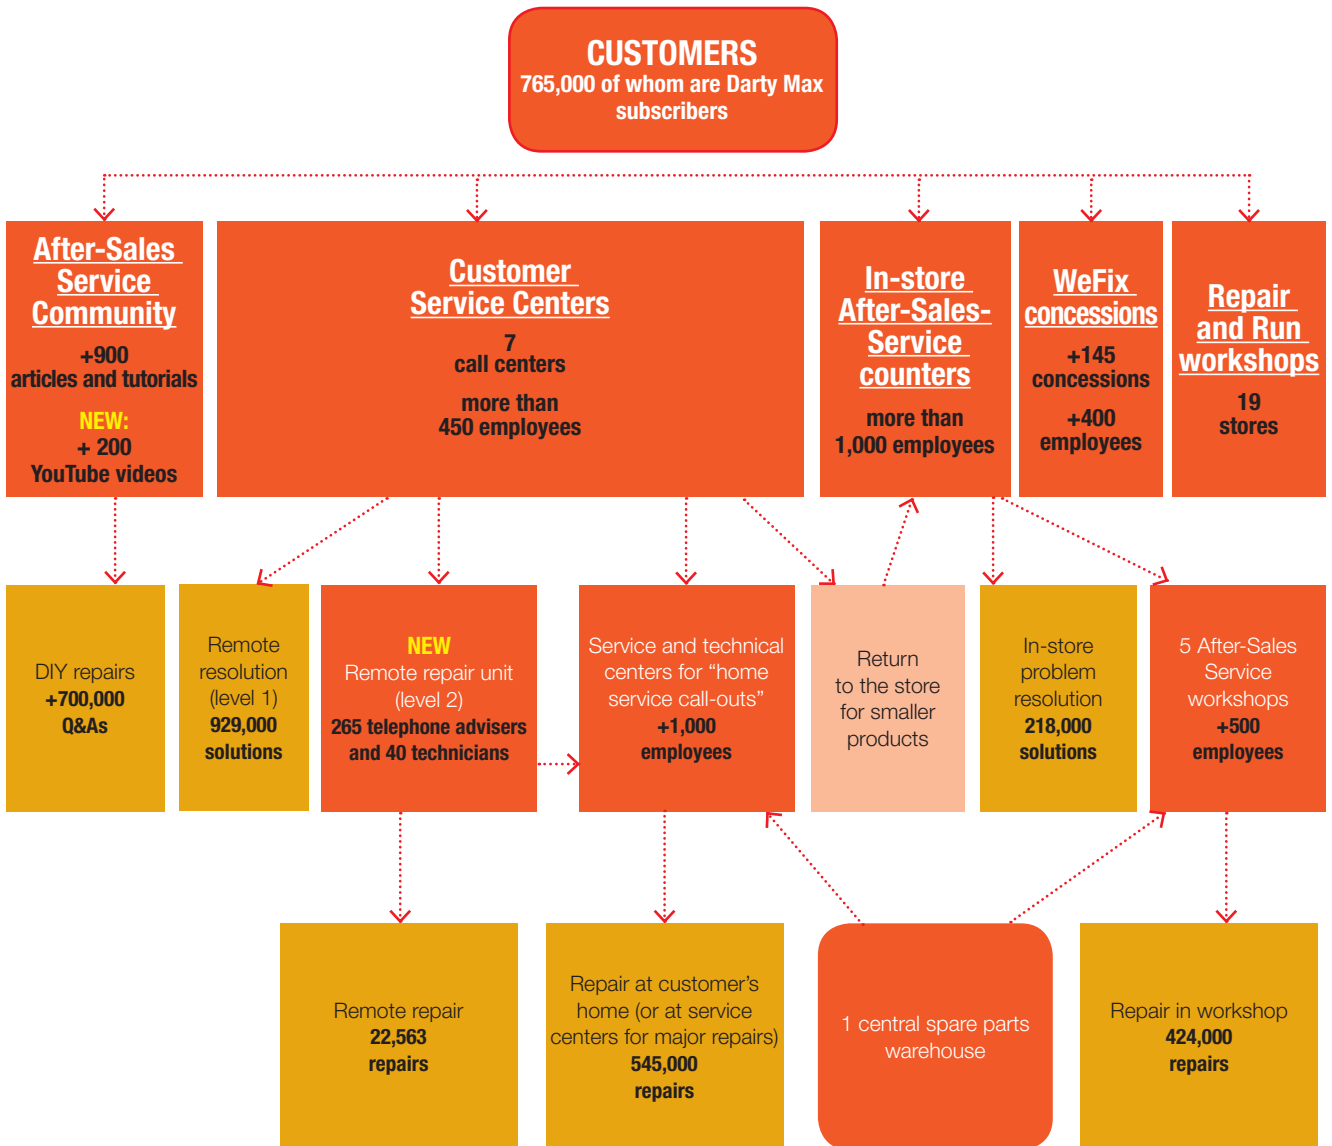 CUSTOMERS
765,000 of whom are Darty Max
subscribers
After-Sales
Service
Community
+900
articles and tutorials
NEW:
+ 200
YouTube videos
Customer
Service Centers
7
call centers
more than
450 employees
In-store
After-Sales-
Service
counters
more than
1,000 employees
WeFix
concessions
+145
concessions
+400
employees
Repair
and Run
workshops
19
stores
DIY repairs
+700,000
Q&As
Remote
resolution
(level 1)
929,000
solutions
NEW
Remote repair unit
(level 2)
265 telephone advisers
and 40 technicians
Service and technical
centers for “home
service call-outs”
+1,000
employees
Return
to the store
for smaller
products
In-store
problem
resolution
218,000
solutions
5 After-Sales
Service
workshops
+500
employees
Remote repair
22,563
repairs
Repair at customer’s
home (or at service
centers for major repairs)
545,000
repairs
1 central spare parts
warehouse
Repair in workshop
424,000
repairs